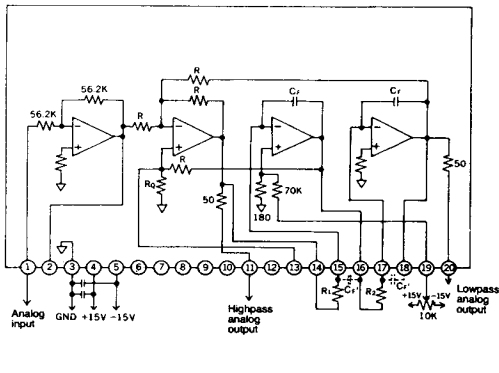 R
R
CF
CF
56.2K
56.2K
R
R
RQ
50
180
70K
50
1 2 3 4 5 6 7 8 9 10 11 12 13 14 15 16 17 18 19 20
Analog input
GND +15V -15V
Highpass analog output
R1
CF'
R2
CF'
+15V
-15V
10K
Lowpass analog output